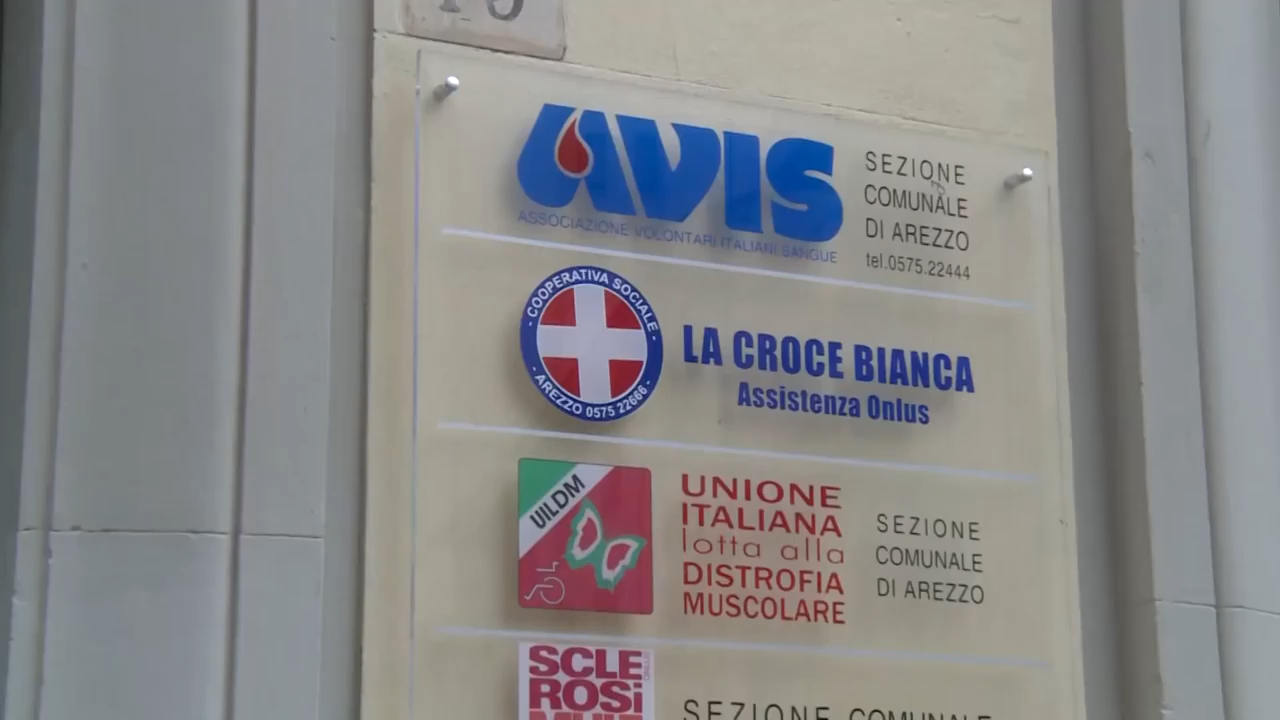 AVIS
ASSOCIAZIONE VOLONTARI ITALIANI SANGUE
SEZIONE
COMUNALE
DI AREZZO
tel.0575.22444
· COOPERATIVA SOCIALE ·
AREZZO 0575 22666
LA CROCE BIANCA
Assistenza Onlus
UILDM
UNIONE
ITALIANA
lotta alla
DISTROFIA
MUSCOLARE
SEZIONE
COMUNALE
DI AREZZO
SCLE
ROSi
SEZIONE COMUNALE